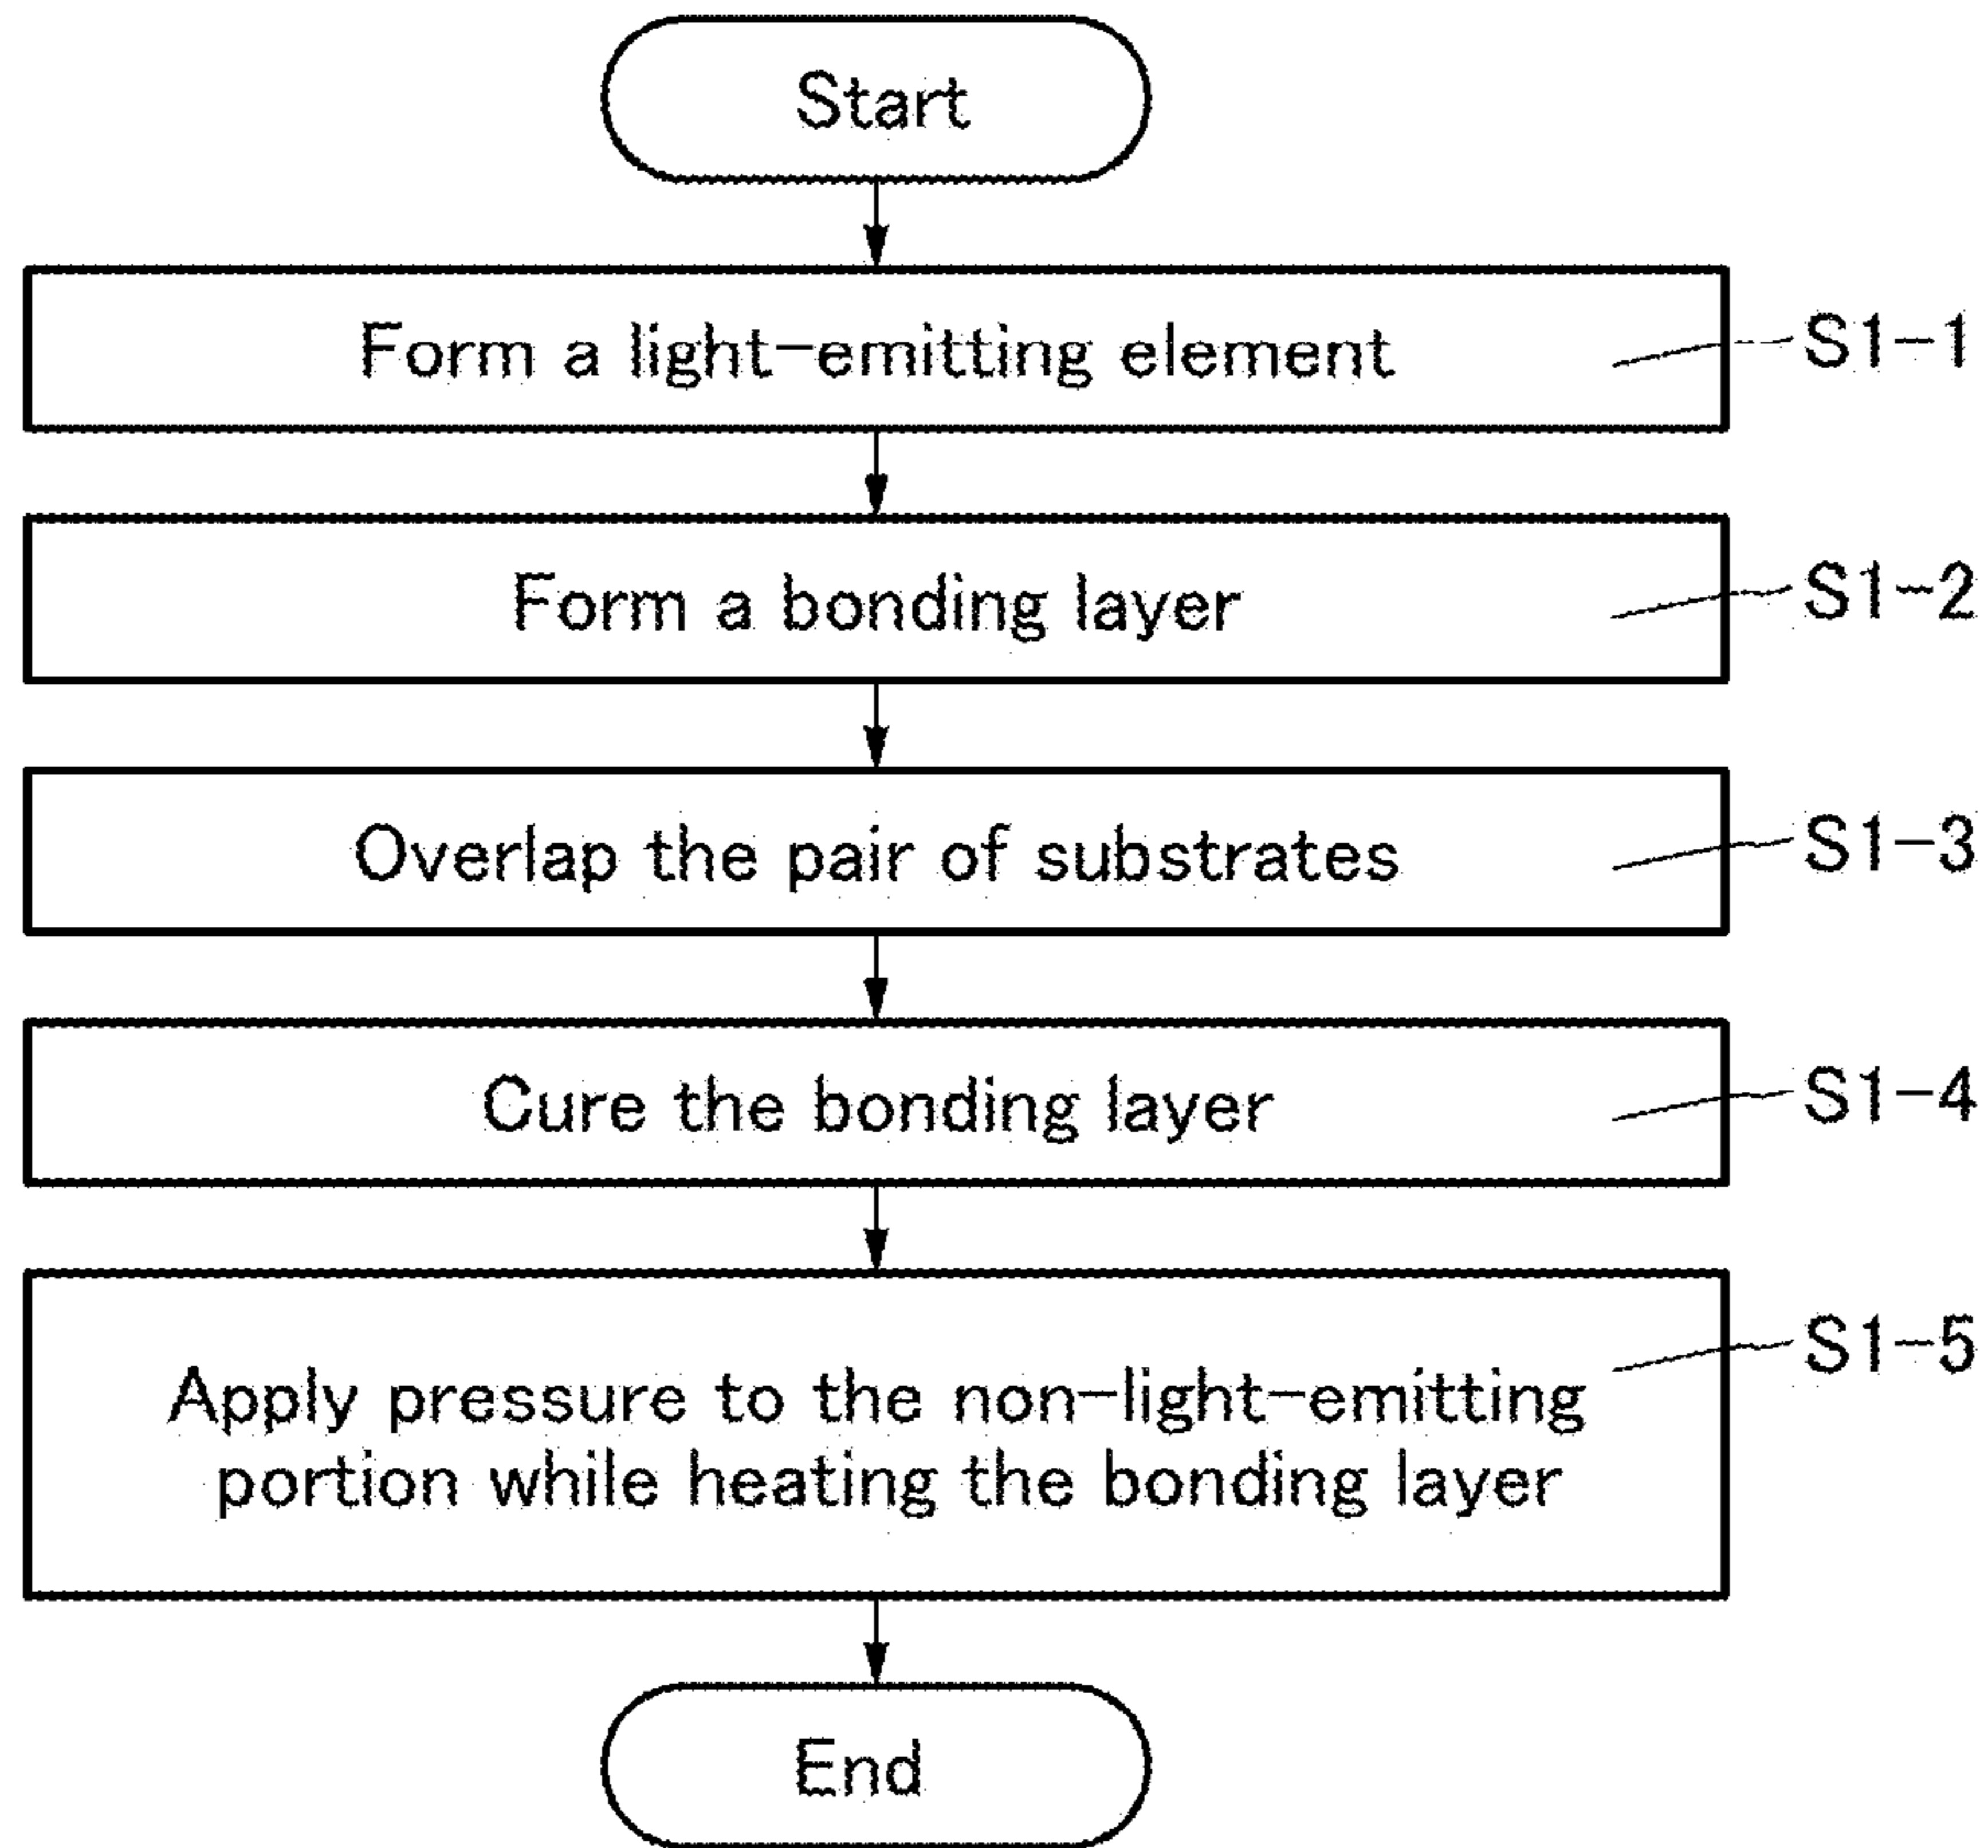 Start
Form a light-emitting element
S1-1
Form a bonding layer
S1-2
Overlap the pair of substrates
S1-3
Cure the bonding layer
S1-4
Apply pressure to the non-light-emitting
portion while heating the bonding layer
S1-5
End